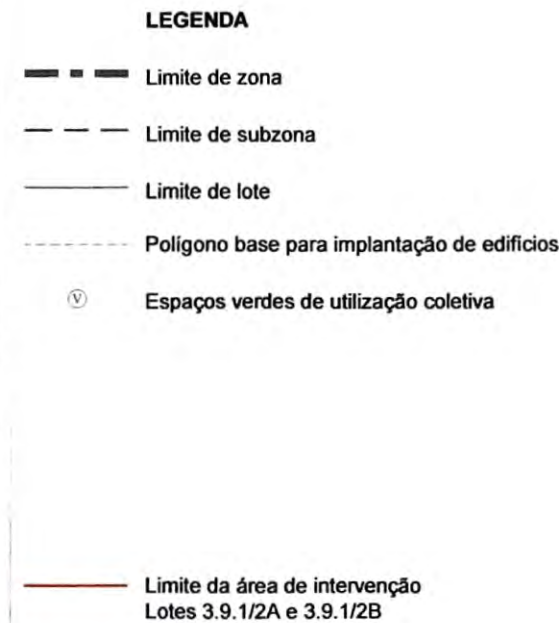 LEGENDA
Limite de zona
Limite de subzona
Limite de lote
Polígono base para implantação de edifícios
Ⓥ Espaços verdes de utilização coletiva
Limite da área de intervenção
Lotes 3.9.1/2A e 3.9.1/2B